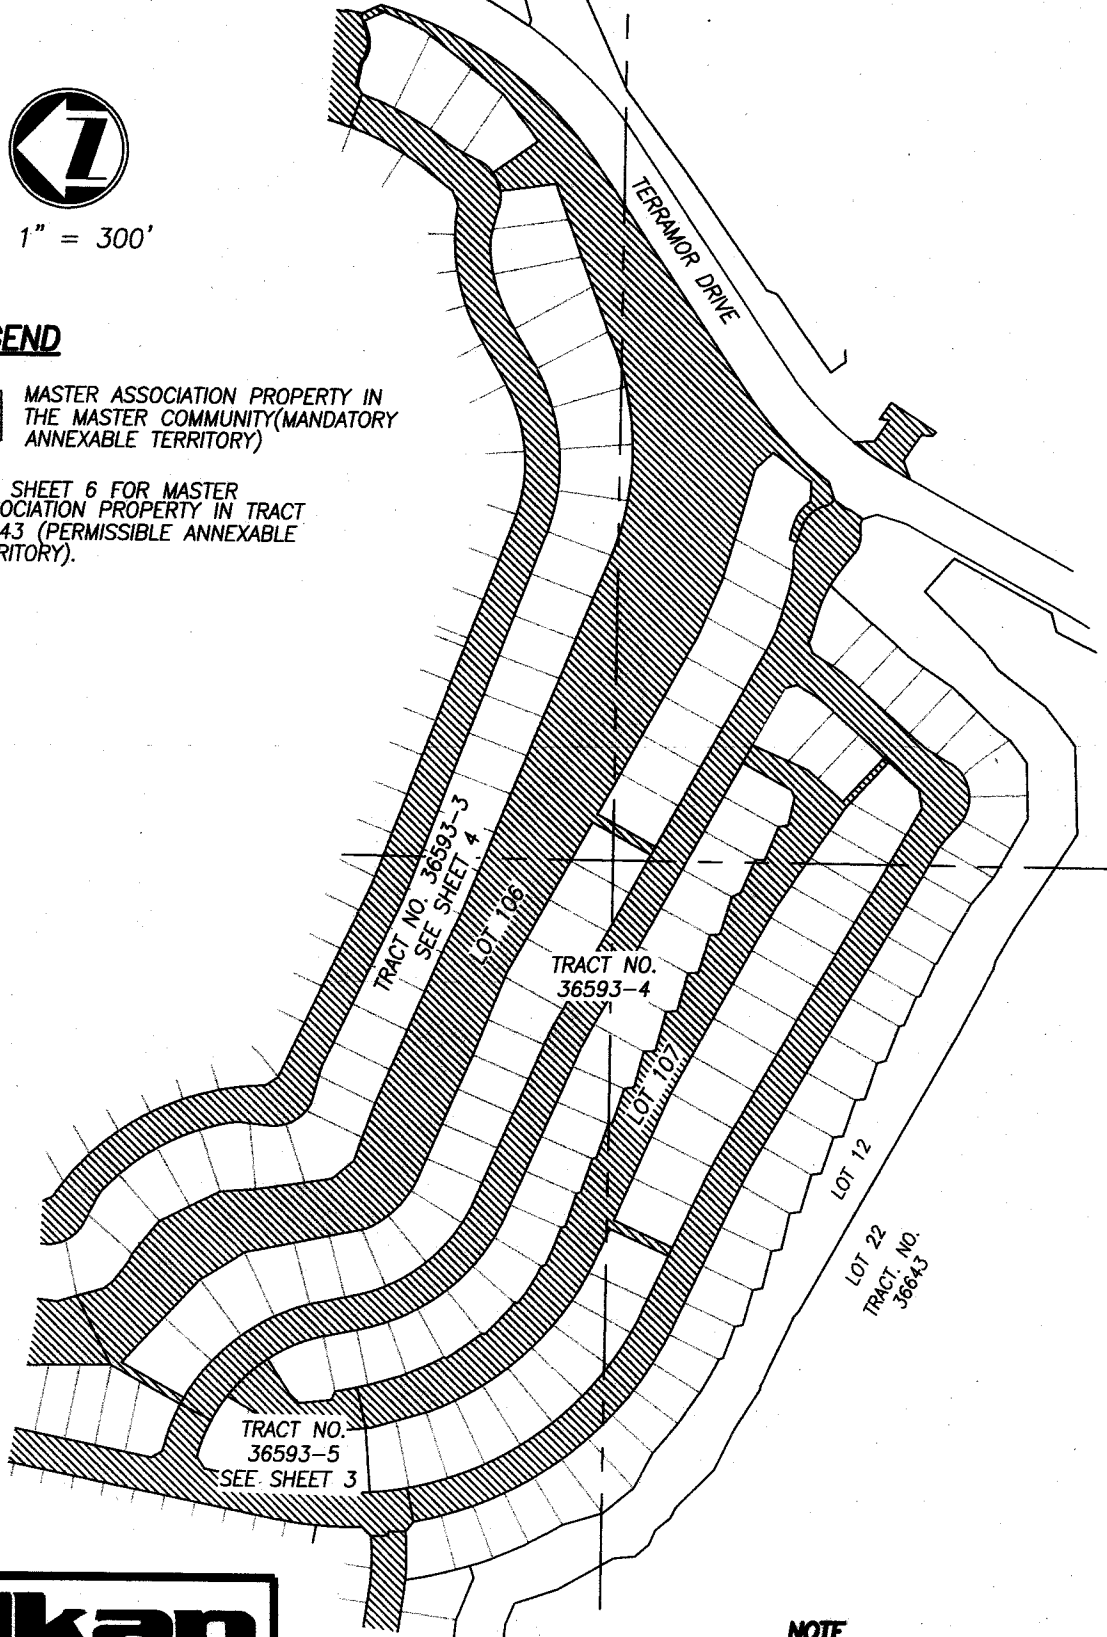 Z
1" = 300'
TERRAMOR DRIVE
MASTER ASSOCIATION PROPERTY IN
THE MASTER COMMUNITY(MANDATORY
ANNEXABLE TERRITORY)
SHEET 6 FOR MASTER
OCIATION PROPERTY IN TRACT
43 (PERMISSIBLE ANNEXABLE
RITORY).
TRACT NO. 36593-3
SEE SHEET 4
LOT 106
TRACT NO.
36593-4
LOT 107
LOT 12
LOT 22
TRACT. NO.
36643
TRACT NO.
36593-5
SEE SHEET 3
NOTE